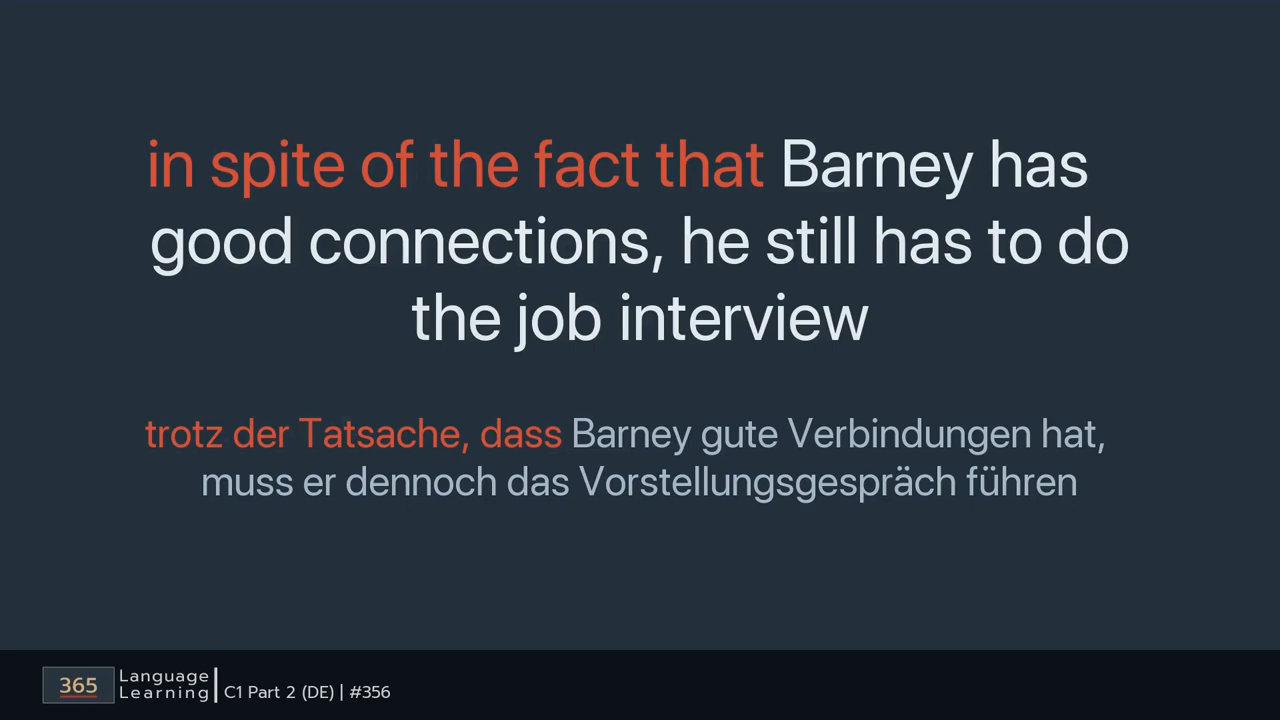 in spite of the fact that Barney has
good connections, he still has to do
the job interview
trotz der Tatsache, dass Barney gute Verbindungen hat,
muss er dennoch das Vorstellungsgespräch führen
365
Language
Learning
C1 Part 2 (DE) | #356